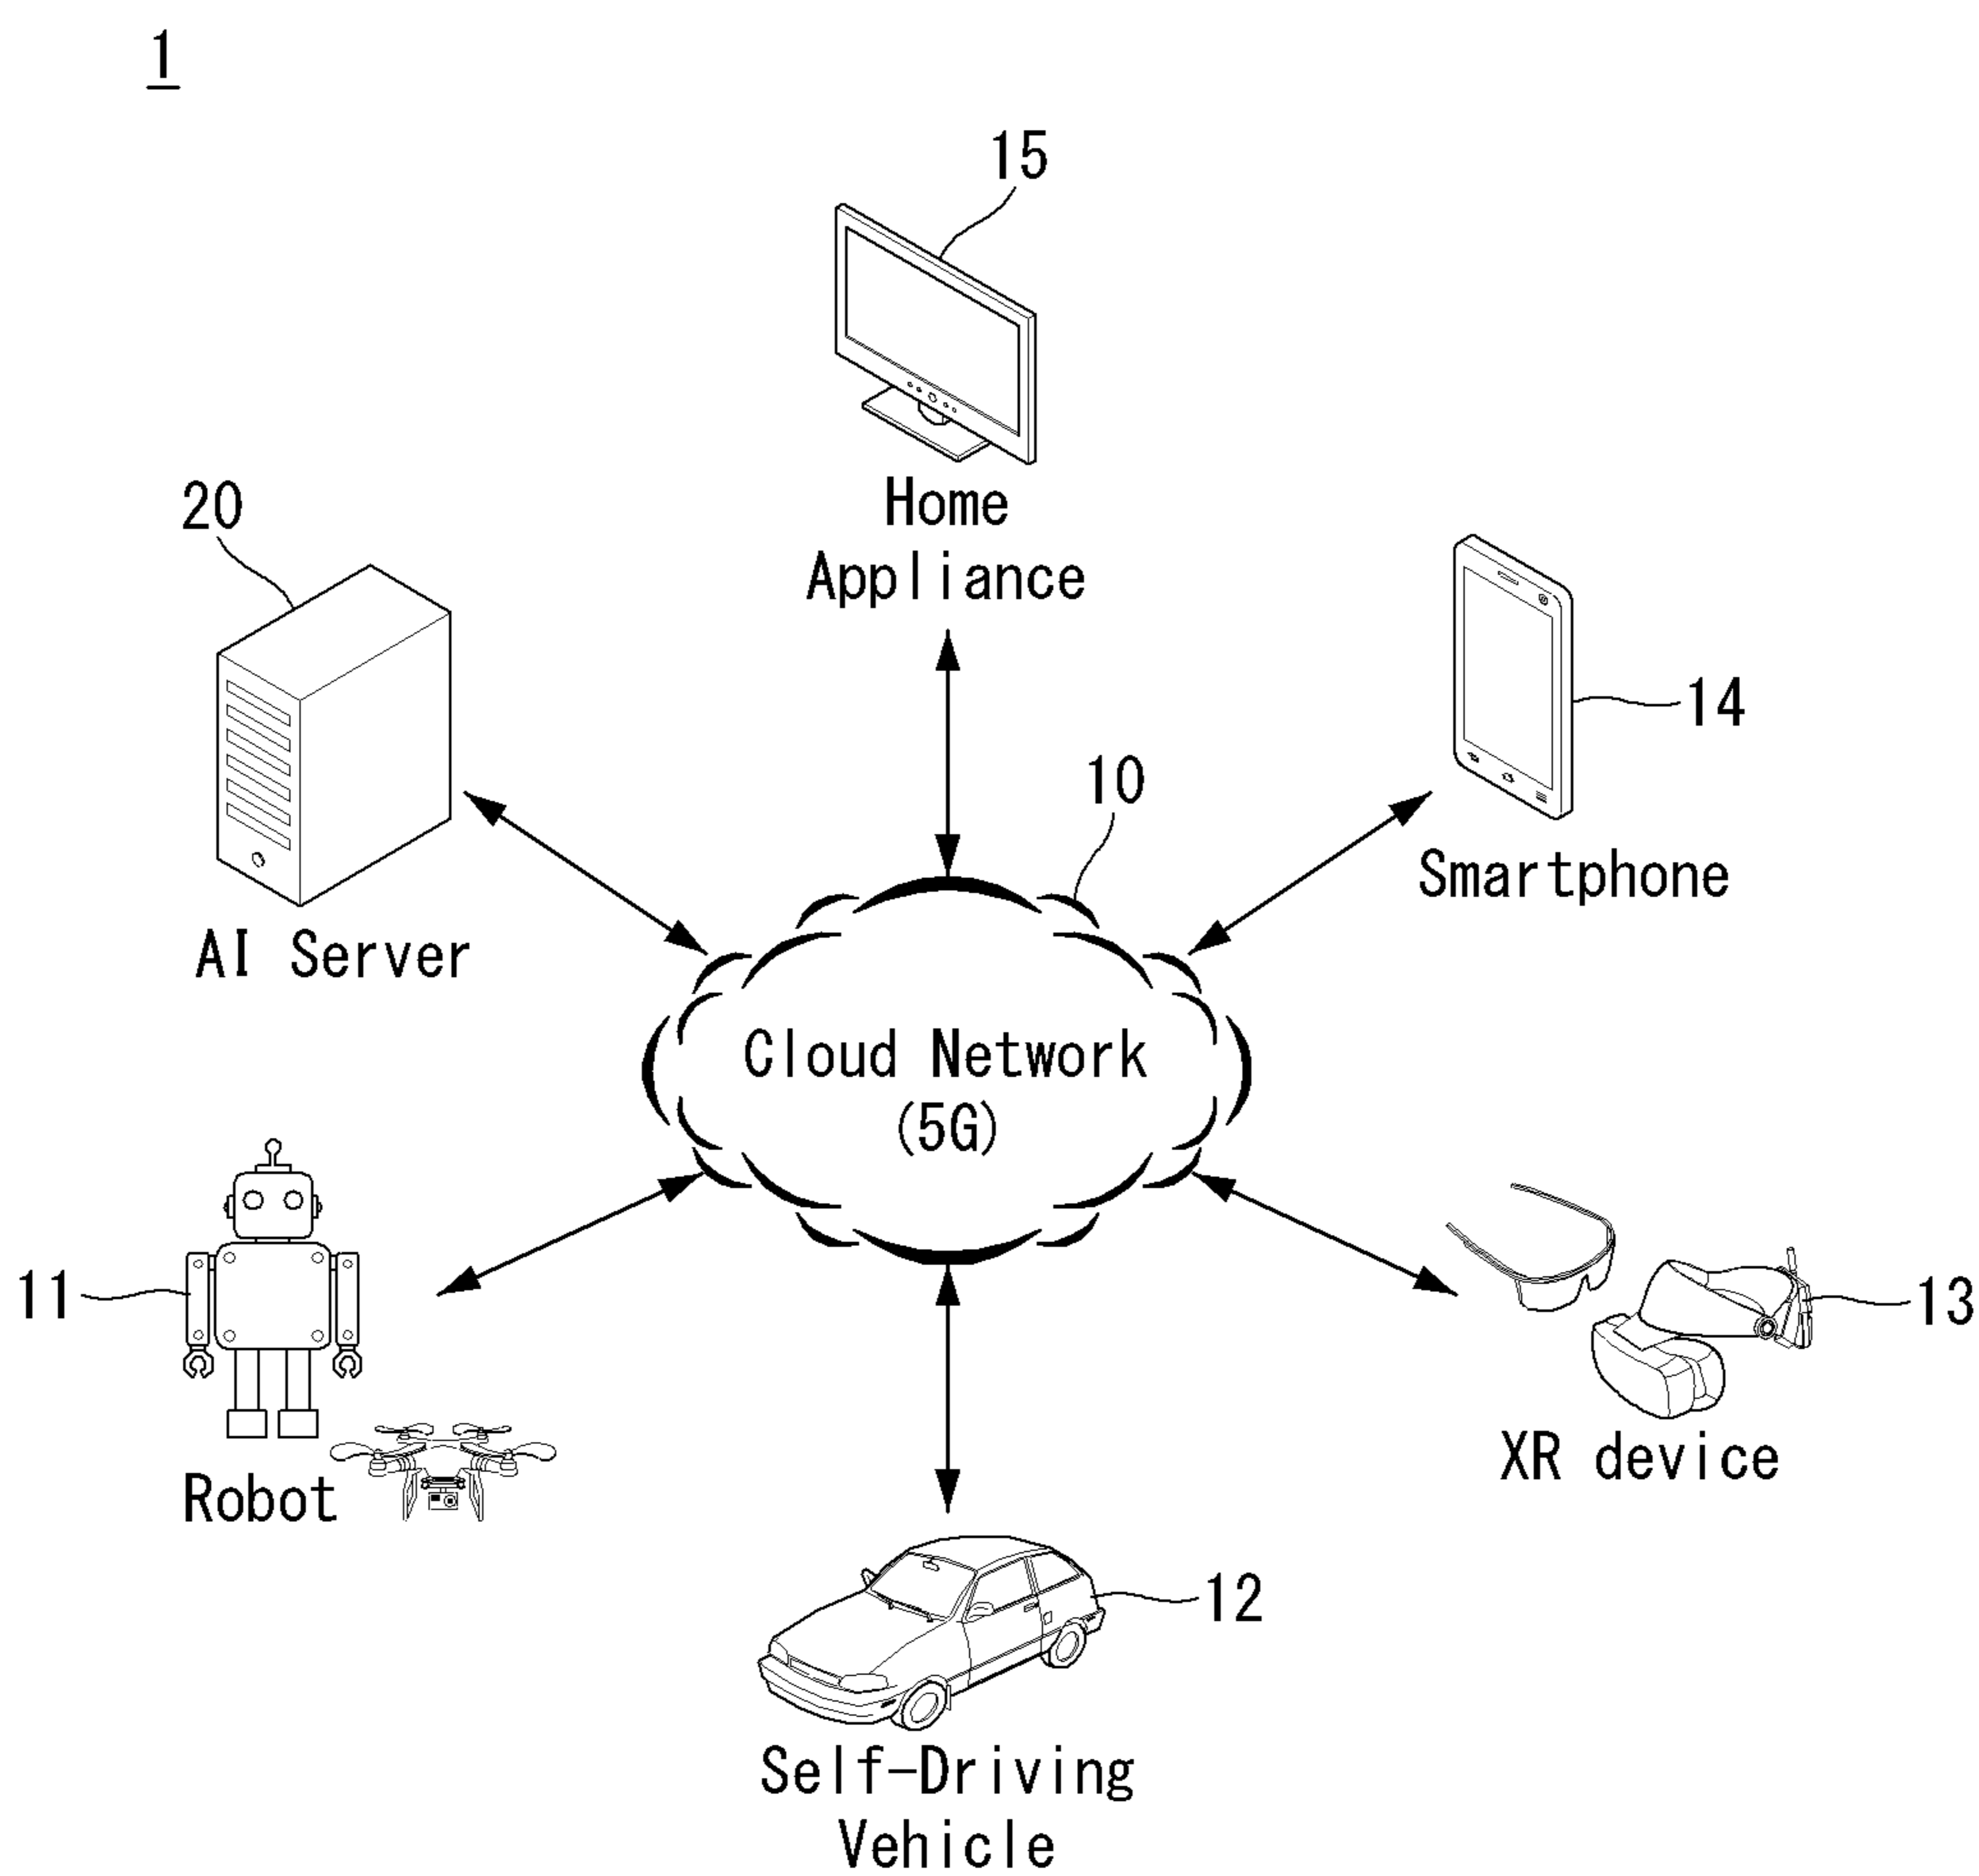 1
15
Home
Appliance
20
14
10
Smartphone
AI Server
Cloud Network
(5G)
11
13
XR device
Robot
12
Self-Driving
Vehicle